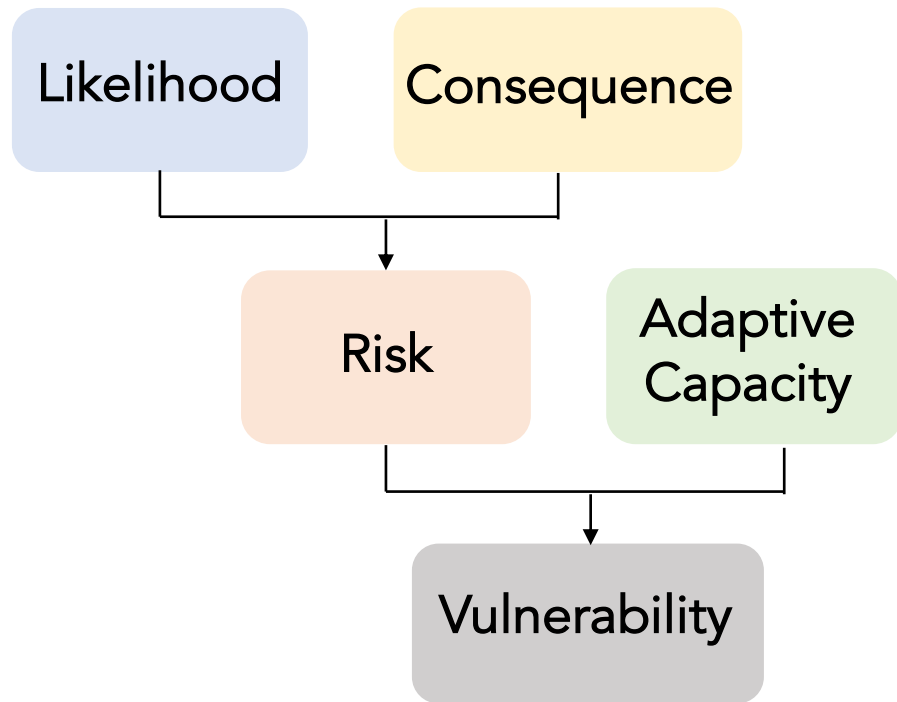 Likelihood
Consequence
Risk
Adaptive
Capacity
Vulnerability